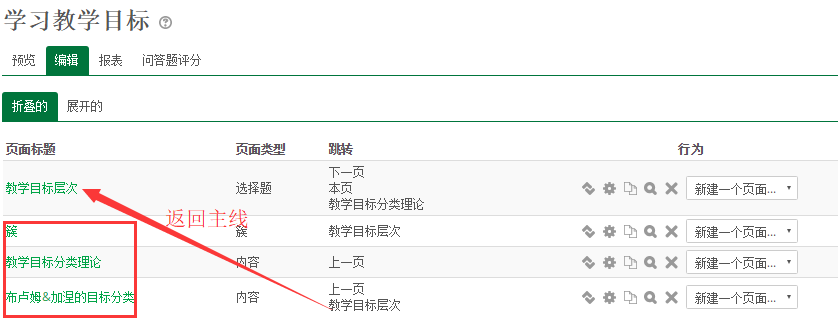 学习教学目标
预览 编辑 报表 问答题评分
折叠的 展开的
页面标题 页面类型 跳转 行为
教学目标层次 选择题 下一页 新建一个页面...
本页
教学目标分类理论
返回主线
簇 簇 教学目标层次 新建一个页面...
教学目标分类理论 内容 上一页 新建一个页面...
布卢姆&加涅的目标分类 内容 上一页 新建一个页面...
教学目标层次